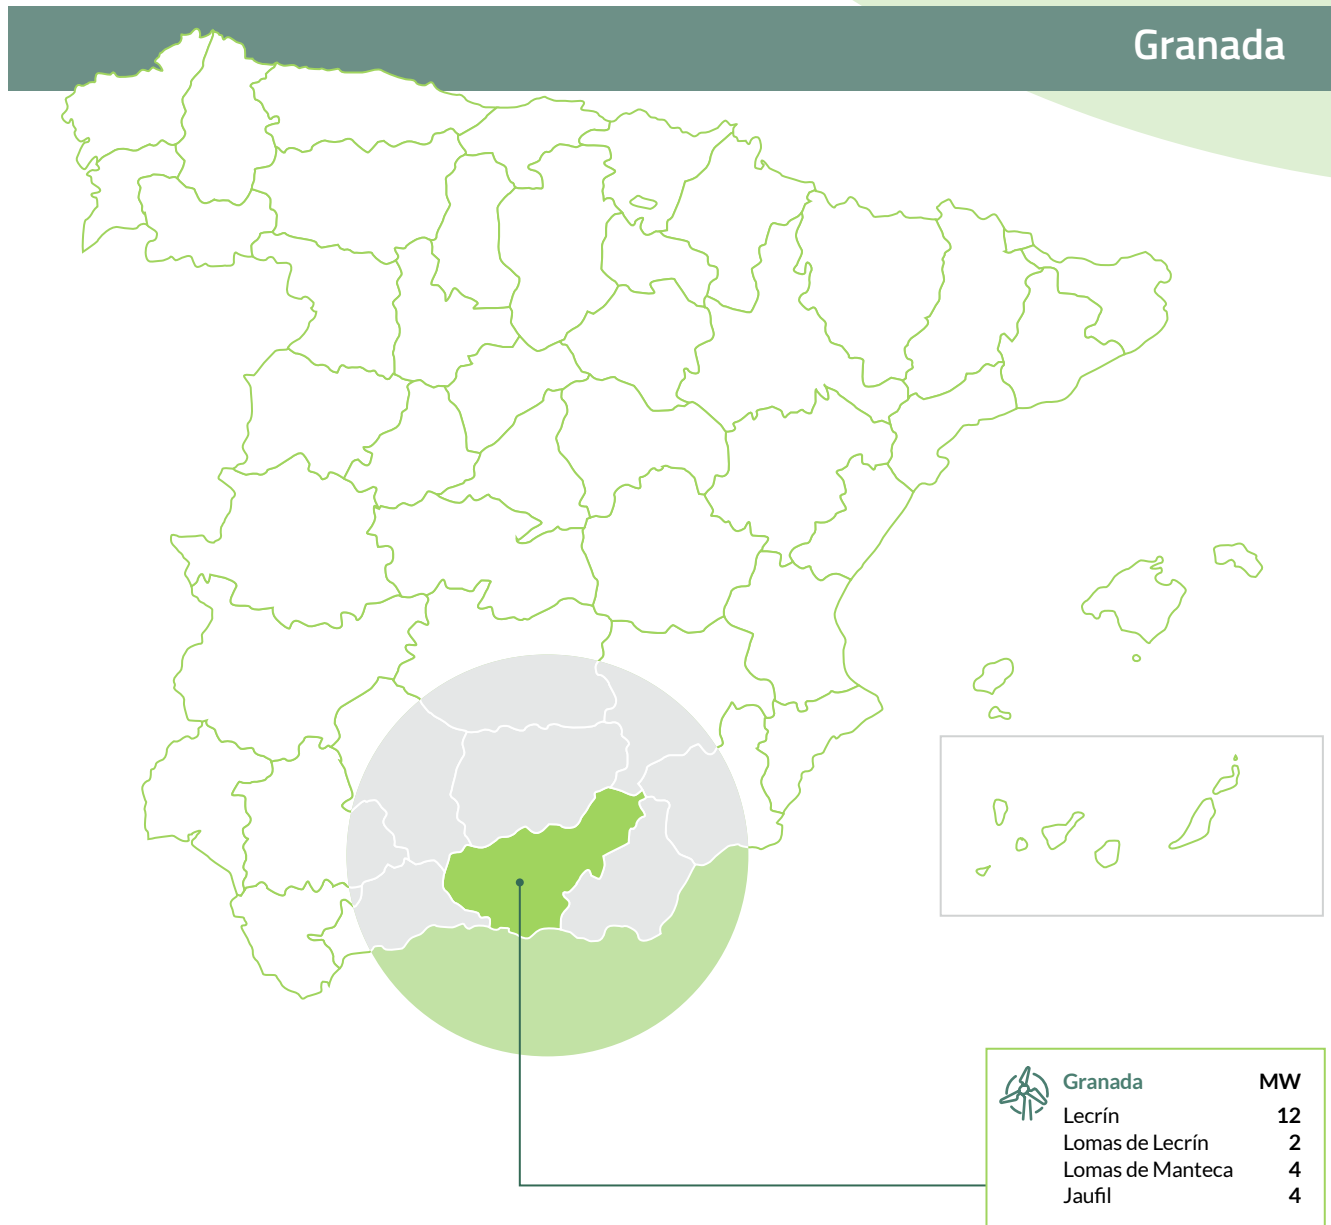 Granada
Granada MW
Lecrín 12
Lomas de Lecrín 2
Lomas de Manteca 4
Jaufil 4